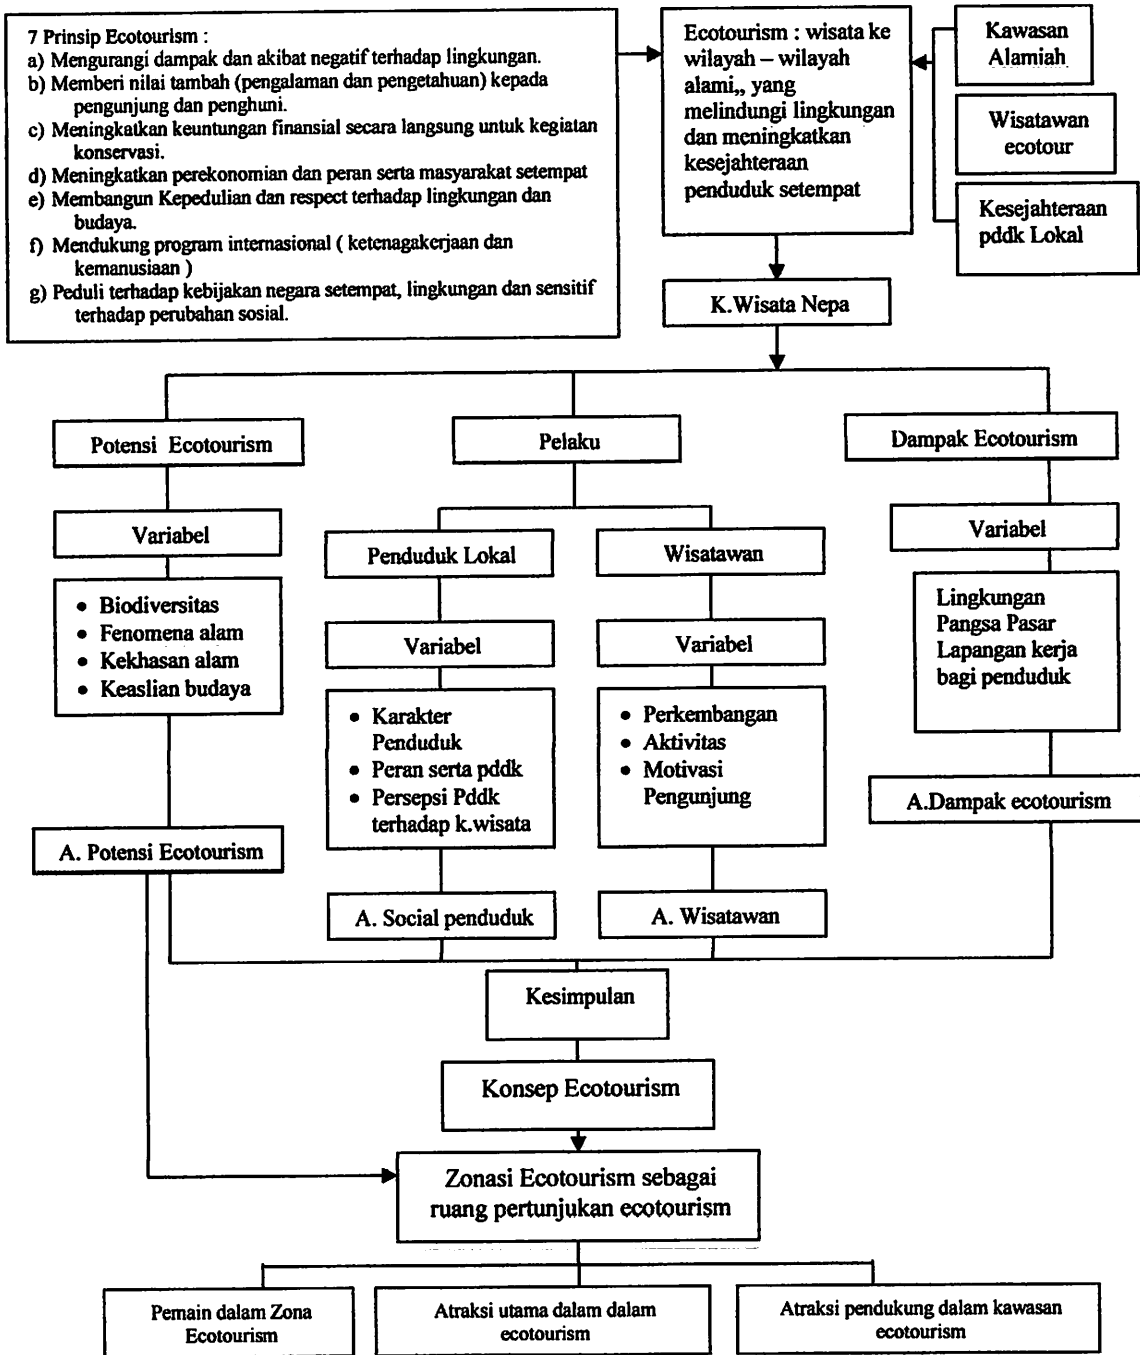 7 Prinsip Ecotourism :
a) Mengurangi dampak dan akibat negatif terhadap lingkungan.
b) Memberi nilai tambah (pengalaman dan pengetahuan) kepada
pengunjung dan penghuni.
c) Meningkatkan keuntungan finansial secara langsung untuk kegiatan
konservasi.
d) Meningkatkan perekonomian dan peran serta masyarakat setempat
e) Membangun Kepedulian dan respect terhadap lingkungan dan
budaya.
f) Mendukung program internasional ( ketenagakerjaan dan
kemanusiaan )
g) Peduli terhadap kebijakan negara setempat, lingkungan dan sensitif
terhadap perubahan sosial.
Ecotourism : wisata ke
wilayah – wilayah
alami,, yang
melindungi lingkungan
dan meningkatkan
kesejahteraan
penduduk setempat
Kawasan
Alamiah
Wisatawan
ecotour
Kesejahteraan
pddk Lokal
K.Wisata Nepa
Potensi Ecotourism
Pelaku
Dampak Ecotourism
Variabel
Penduduk Lokal
Wisatawan
Variabel
• Biodiversitas
• Fenomena alam
• Kekhasan alam
• Keaslian budaya
Variabel
Variabel
Lingkungan
Pangsa Pasar
Lapangan kerja
bagi penduduk
• Karakter
Penduduk
• Peran serta pddk
• Persepsi Pddk
terhadap k.wisata
• Perkembangan
• Aktivitas
• Motivasi
Pengunjung
A.Dampak ecotourism
A. Potensi Ecotourism
A. Social penduduk
A. Wisatawan
Kesimpulan
Konsep Ecotourism
Zonasi Ecotourism sebagai
ruang pertunjukan ecotourism
Pemain dalam Zona
Ecotourism
Atraksi utama dalam dalam
ecotourism
Atraksi pendukung dalam kawasan
ecotourism